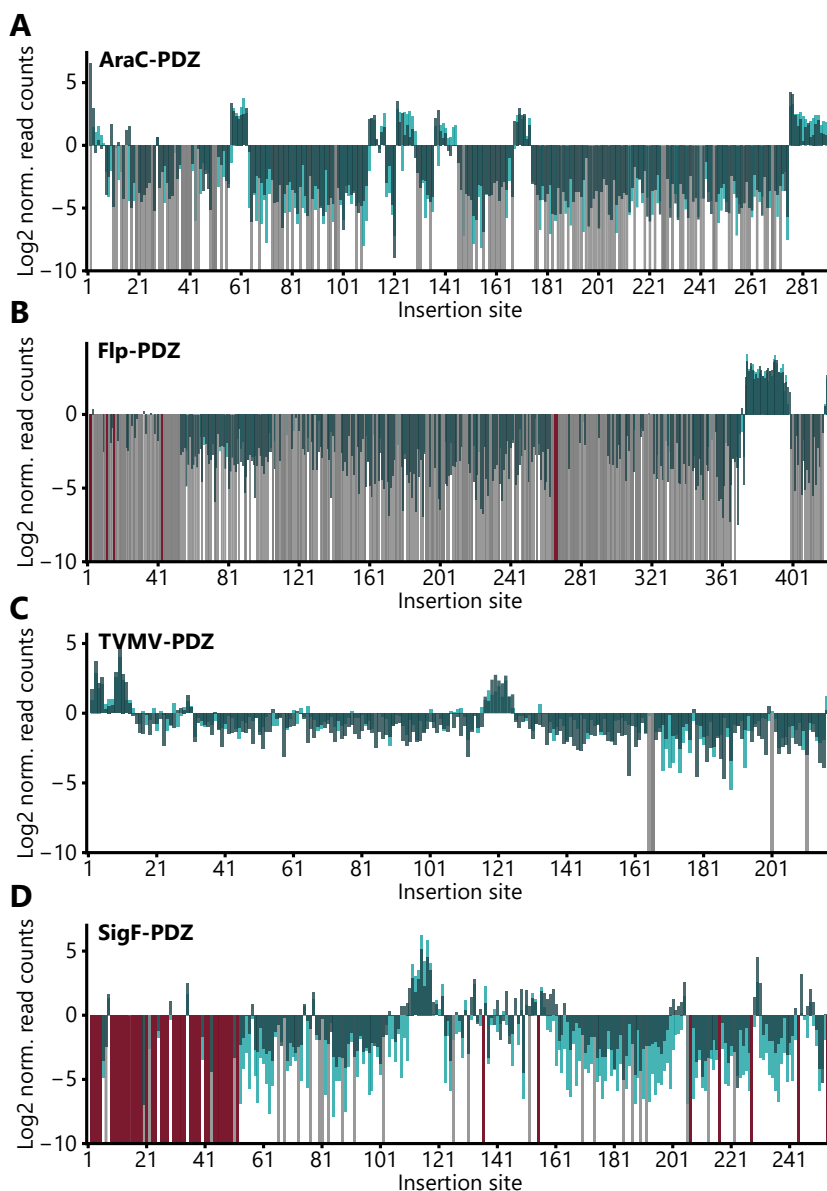 A
AraC-PDZ
Log2 norm. read counts
5
0
−5
−10
1 21 41 61 81 101 121 141 161 181 201 221 241 261 281
Insertion site
B
Flp-PDZ
Log2 norm. read counts
0
−5
−10
1 41 81 121 161 201 241 281 321 361 401
Insertion site
C
TVMV-PDZ
Log2 norm. read counts
5
0
−5
−10
1 21 41 61 81 101 121 141 161 181 201
Insertion site
D
SigF-PDZ
Log2 norm. read counts
5
0
−5
−10
1 21 41 61 81 101 121 141 161 181 201 221 241
Insertion site